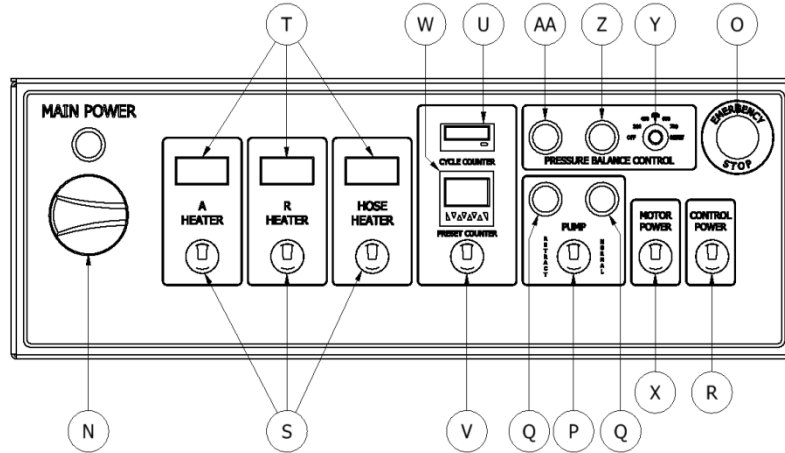 T W U AA Z Y O
MAIN POWER
EMERGENCY
STOP
CYCLE COUNTER
OFF
PRESSURE BALANCE CONTROL
A
HEATER
R
HEATER
HOSE
HEATER
PRESET COUNTER
PUMP
RETRACT
NORMAL
MOTOR
POWER
CONTROL
POWER
N S V Q P Q X R